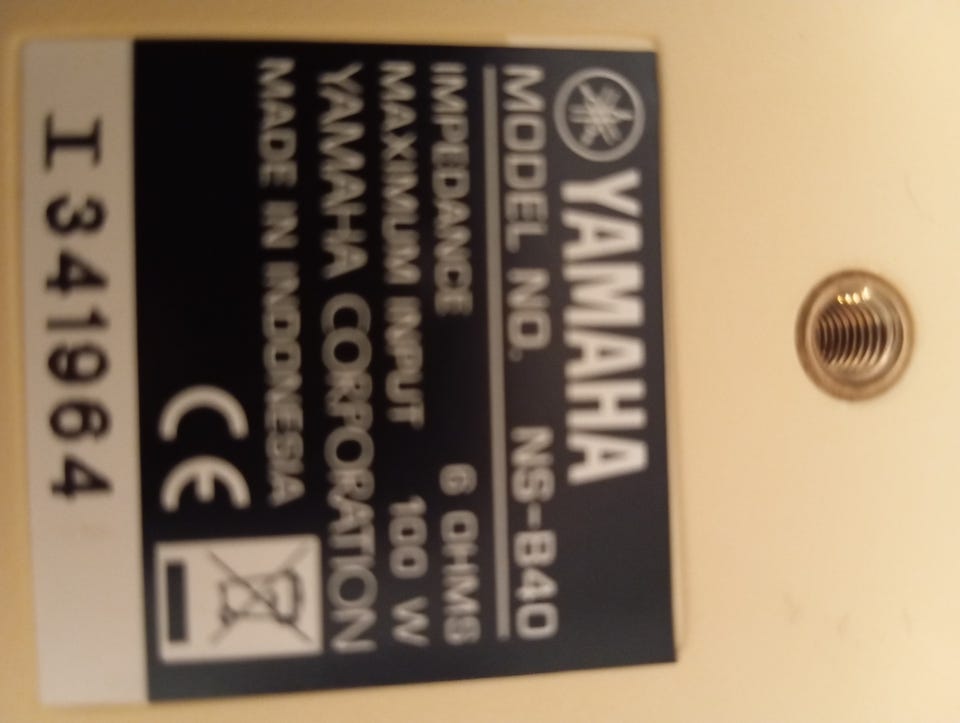 YAMAHA
MODEL NO. NS-B40
IMPEDANCE 6 OHMS
MAXIMUM INPUT 100 W
YAMAHA CORPORATION
MADE IN INDONESIA
CE
I 341964